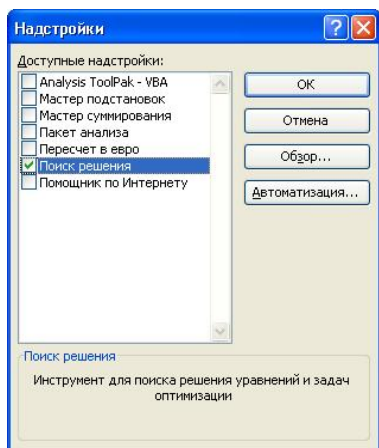 Надстройки
Доступные надстройки:
Analysis ToolPak - VBA
Мастер подстановок
Мастер суммирования
Пакет анализа
Пересчет в евро
Поиск решения
Помощник по Интернету
ОК
Отмена
Обзор...
Автоматизация...
Поиск решения
Инструмент для поиска решения уравнений и задач
оптимизации